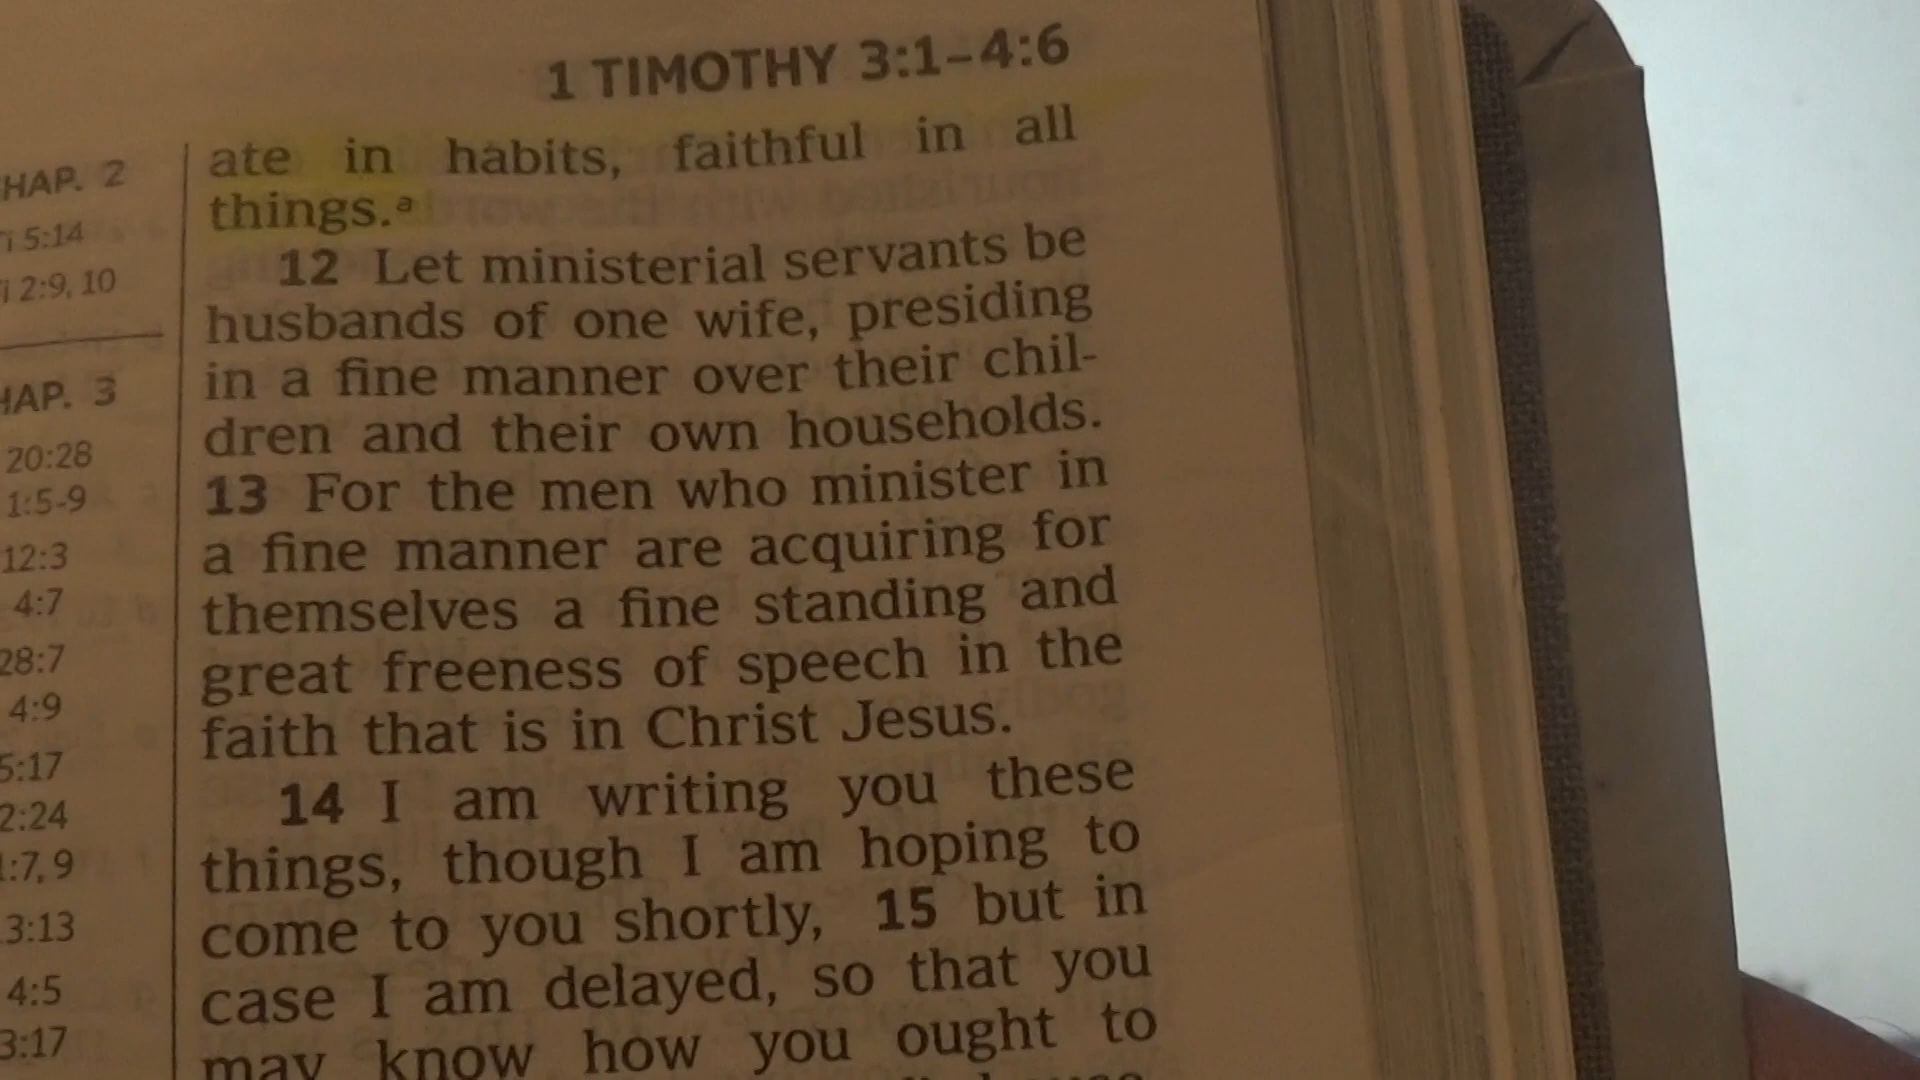 1 TIMOTHY 3:1–4:6
HAP. 2
i 5:14
i 2:9, 10
HAP. 3
20:28
1:5-9
12:3
4:7
28:7
4:9
5:17
2:24
:7, 9
3:13
4:5
3:17
ate in habits, faithful in all
things.ᵃ
12 Let ministerial servants be
husbands of one wife, presiding
in a fine manner over their chil-
dren and their own households.
13 For the men who minister in
a fine manner are acquiring for
themselves a fine standing and
great freeness of speech in the
faith that is in Christ Jesus.
14 I am writing you these
things, though I am hoping to
come to you shortly, 15 but in
case I am delayed, so that you
may know how you ought to